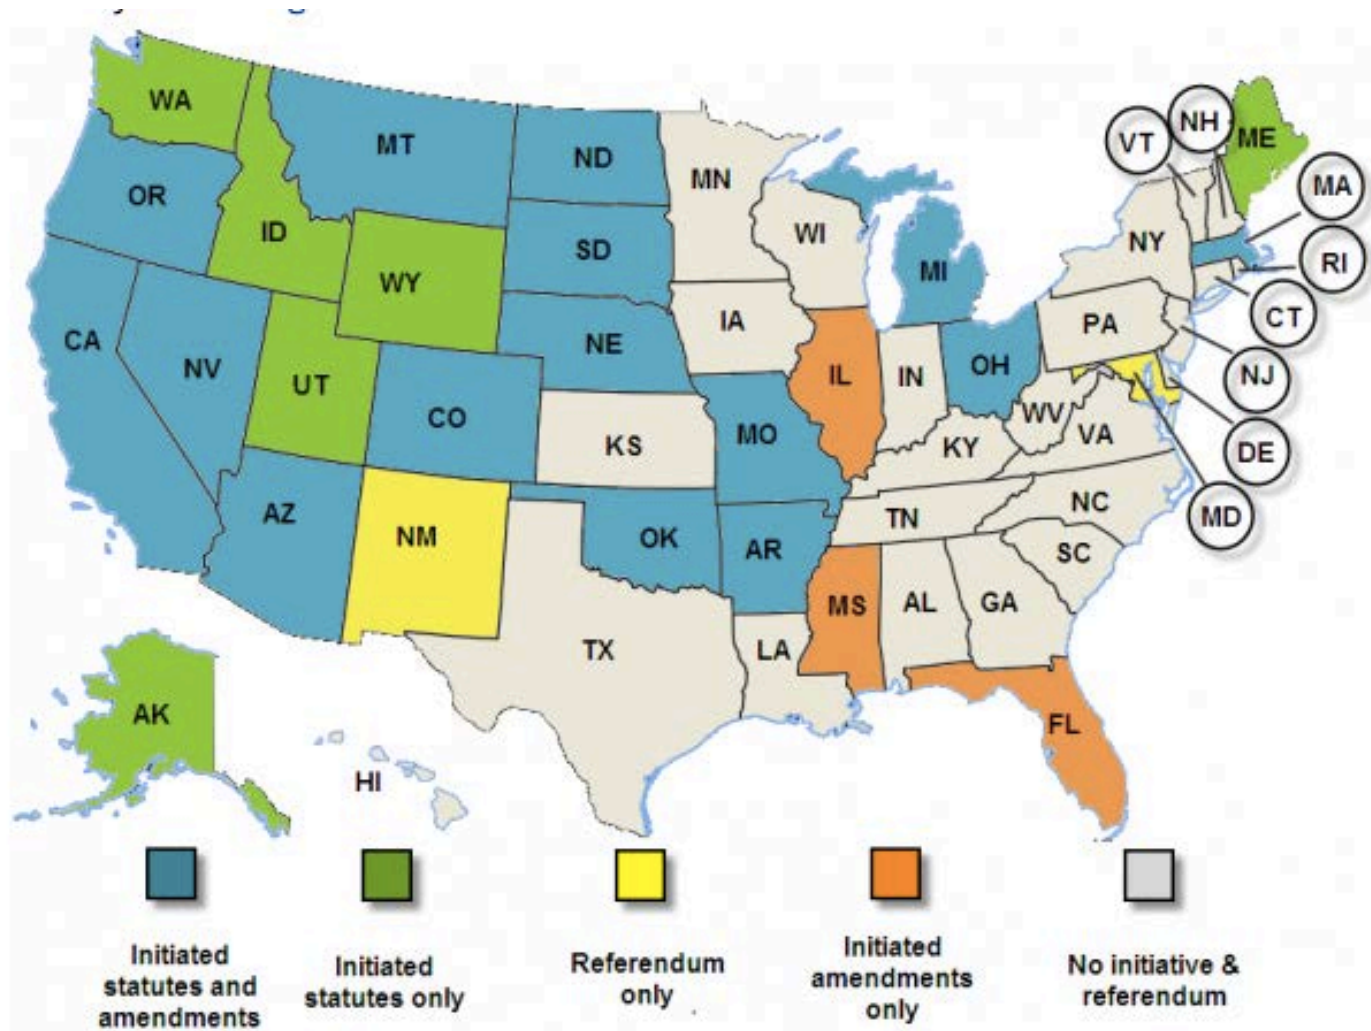 WA
MT
ND
MN
VT
NH
ME
OR
ID
SD
WI
MI
NY
MA
RI
WY
CA
NV
UT
CO
NE
IA
IL
IN
OH
PA
CT
NJ
KS
MO
KY
WV
VA
DE
AZ
NM
OK
AR
TN
NC
MD
SC
MS
AL
GA
TX
LA
FL
AK
HI
Initiated
statutes and
amendments
Initiated
statutes only
Referendum
only
Initiated
amendments
only
No initiative &
referendum